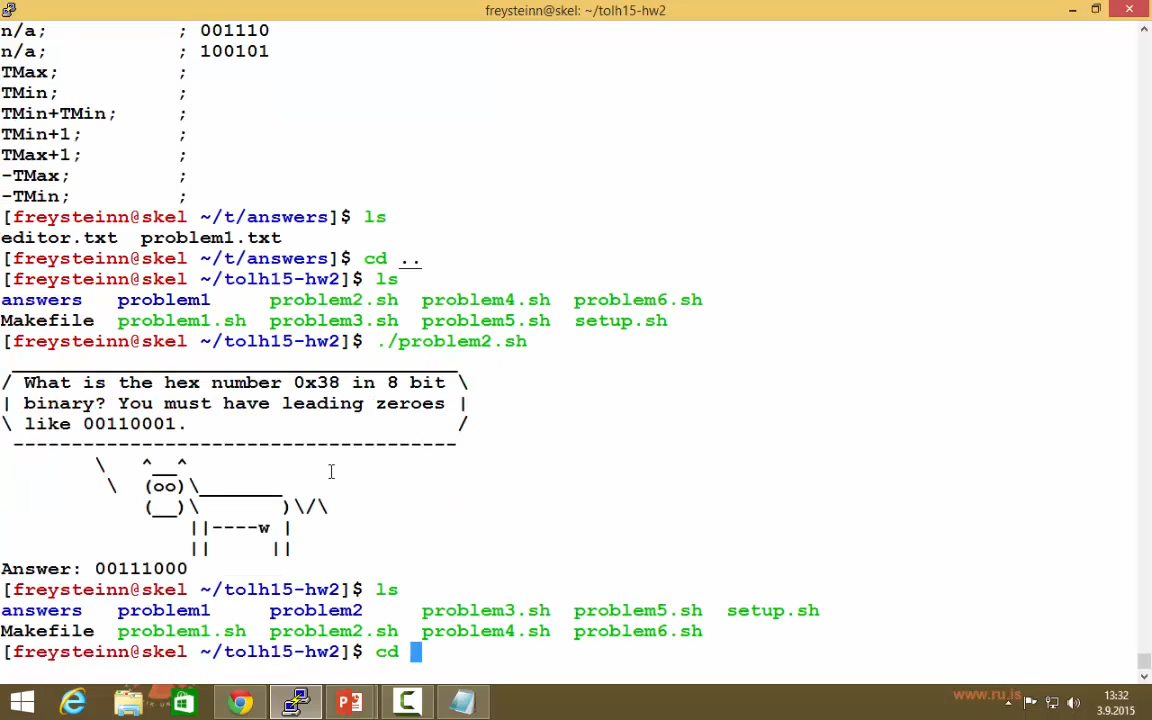 freysteinn@skel: ~/tolh15-hw2
n/a; ; 001110
n/a; ; 100101
TMax; ;
TMin; ;
TMin+TMin; ;
TMin+1; ;
TMax+1; ;
-TMax; ;
-TMin; ;
[freysteinn@skel ~/t/answers]$ ls
editor.txt problem1.txt
[freysteinn@skel ~/t/answers]$ cd ..
[freysteinn@skel ~/tolh15-hw2]$ ls
answers problem1 problem2.sh problem4.sh problem6.sh
Makefile problem1.sh problem3.sh problem5.sh setup.sh
[freysteinn@skel ~/tolh15-hw2]$ ./problem2.sh
______________________________________
/ What is the hex number 0x38 in 8 bit \
| binary? You must have leading zeroes |
\ like 00110001. /
--------------------------------------
\ ^__^
\ (oo)\_______
(__)\ )\/\
||----w |
|| ||
Answer: 00111000
[freysteinn@skel ~/tolh15-hw2]$ ls
answers problem1 problem2 problem3.sh problem5.sh setup.sh
Makefile problem1.sh problem2.sh problem4.sh problem6.sh
[freysteinn@skel ~/tolh15-hw2]$ cd
www.ru.is
13:32
3.9.2015